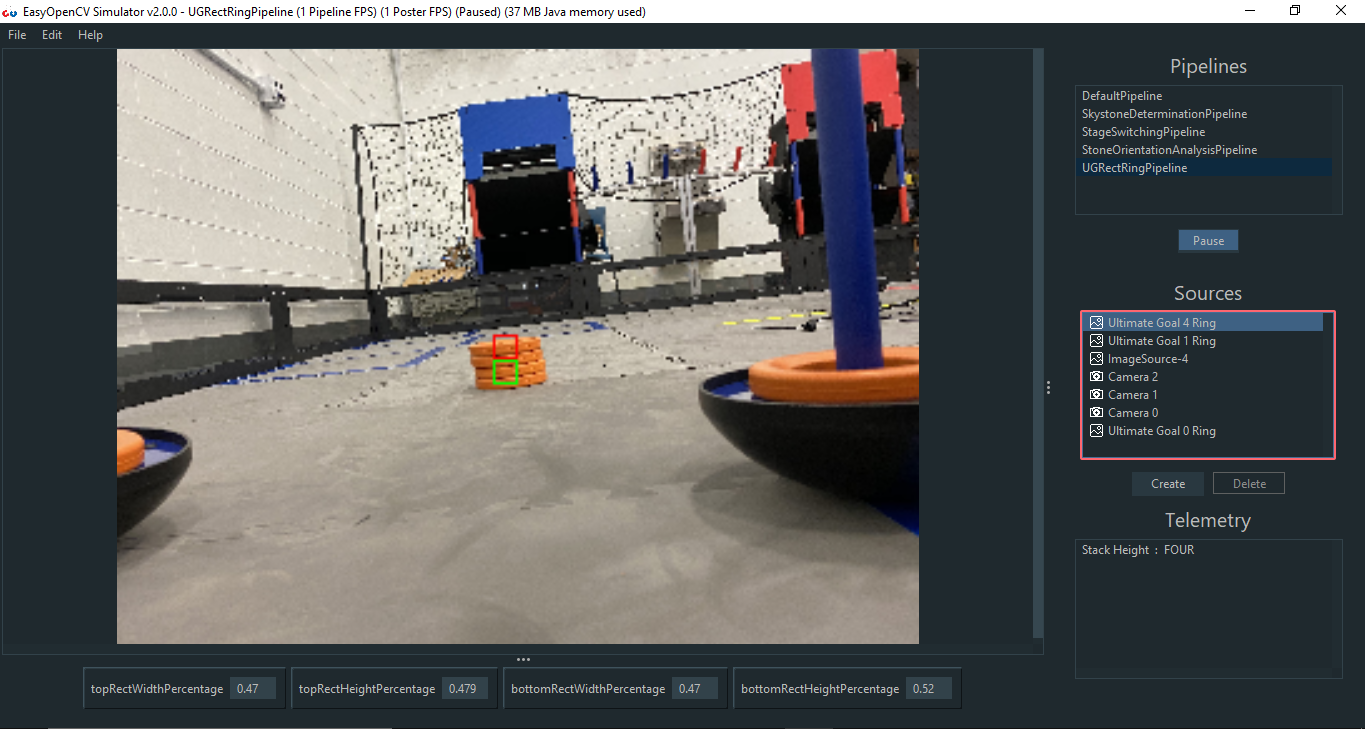 EasyOpenCV Simulator v2.0.0 - UGRectRingPipeline (1 Pipeline FPS) (1 Poster FPS) (Paused) (37 MB Java memory used)
File Edit Help
Pipelines
DefaultPipeline
SkystoneDeterminationPipeline
StageSwitchingPipeline
StoneOrientationAnalysisPipeline
UGRectRingPipeline
Pause
Sources
Ultimate Goal 4 Ring
Ultimate Goal 1 Ring
ImageSource-4
Camera 2
Camera 1
Camera 0
Ultimate Goal 0 Ring
Create Delete
Telemetry
Stack Height : FOUR
topRectWidthPercentage 0.47 topRectHeightPercentage 0.479 bottomRectWidthPercentage 0.47 bottomRectHeightPercentage 0.52